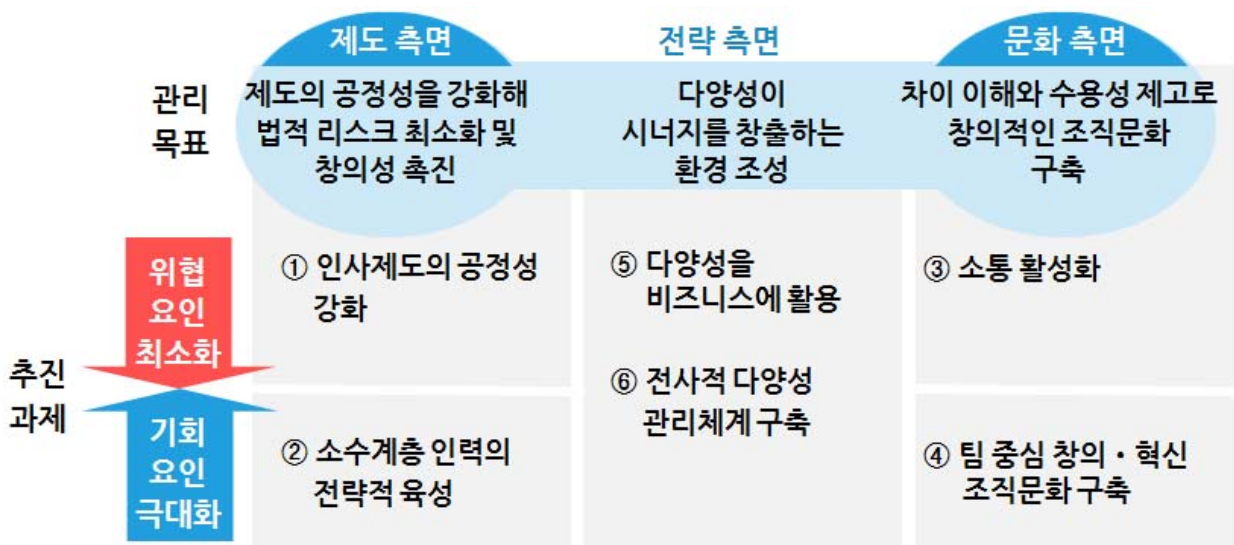 제도 측면
전략 측면
문화 측면
관리
목표
제도의 공정성을 강화해
법적 리스크 최소화 및
창의성 촉진
다양성이
시너지를 창출하는
환경 조성
차이 이해와 수용성 제고로
창의적인 조직문화
구축
추진
과제
위협
요인
최소화
① 인사제도의 공정성
강화
⑤ 다양성을
비즈니스에 활용
③ 소통 활성화
⑥ 전사적 다양성
관리체계 구축
기회
요인
극대화
② 소수계층 인력의
전략적 육성
④ 팀 중심 창의・혁신
조직문화 구축